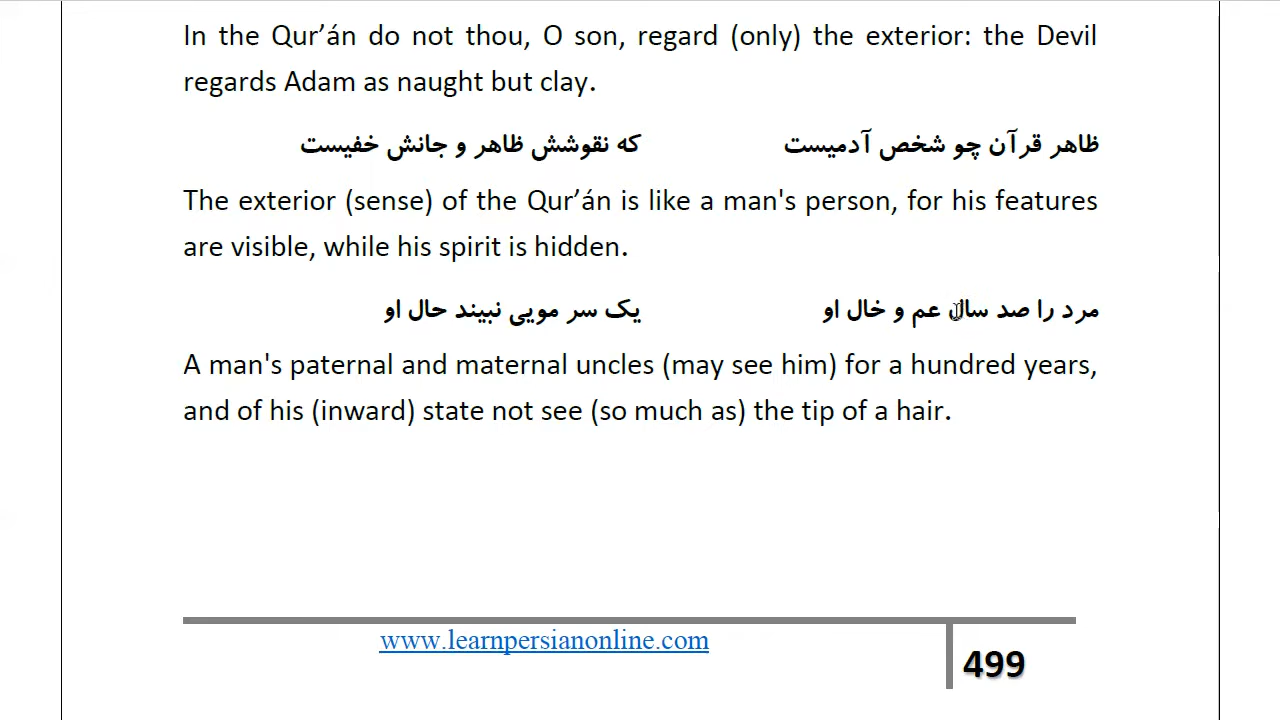 In the Qur’án do not thou, O son, regard (only) the exterior: the Devil
regards Adam as naught but clay.
ظاهر قرآن چو شخص آدمیست که نقوشش ظاهر و جانش خفیست
The exterior (sense) of the Qur’án is like a man's person, for his features
are visible, while his spirit is hidden.
مرد را صد سال عم و خال او یک سر مویی نبیند حال او
A man's paternal and maternal uncles (may see him) for a hundred years,
and of his (inward) state not see (so much as) the tip of a hair.
www.learnpersianonline.com
499